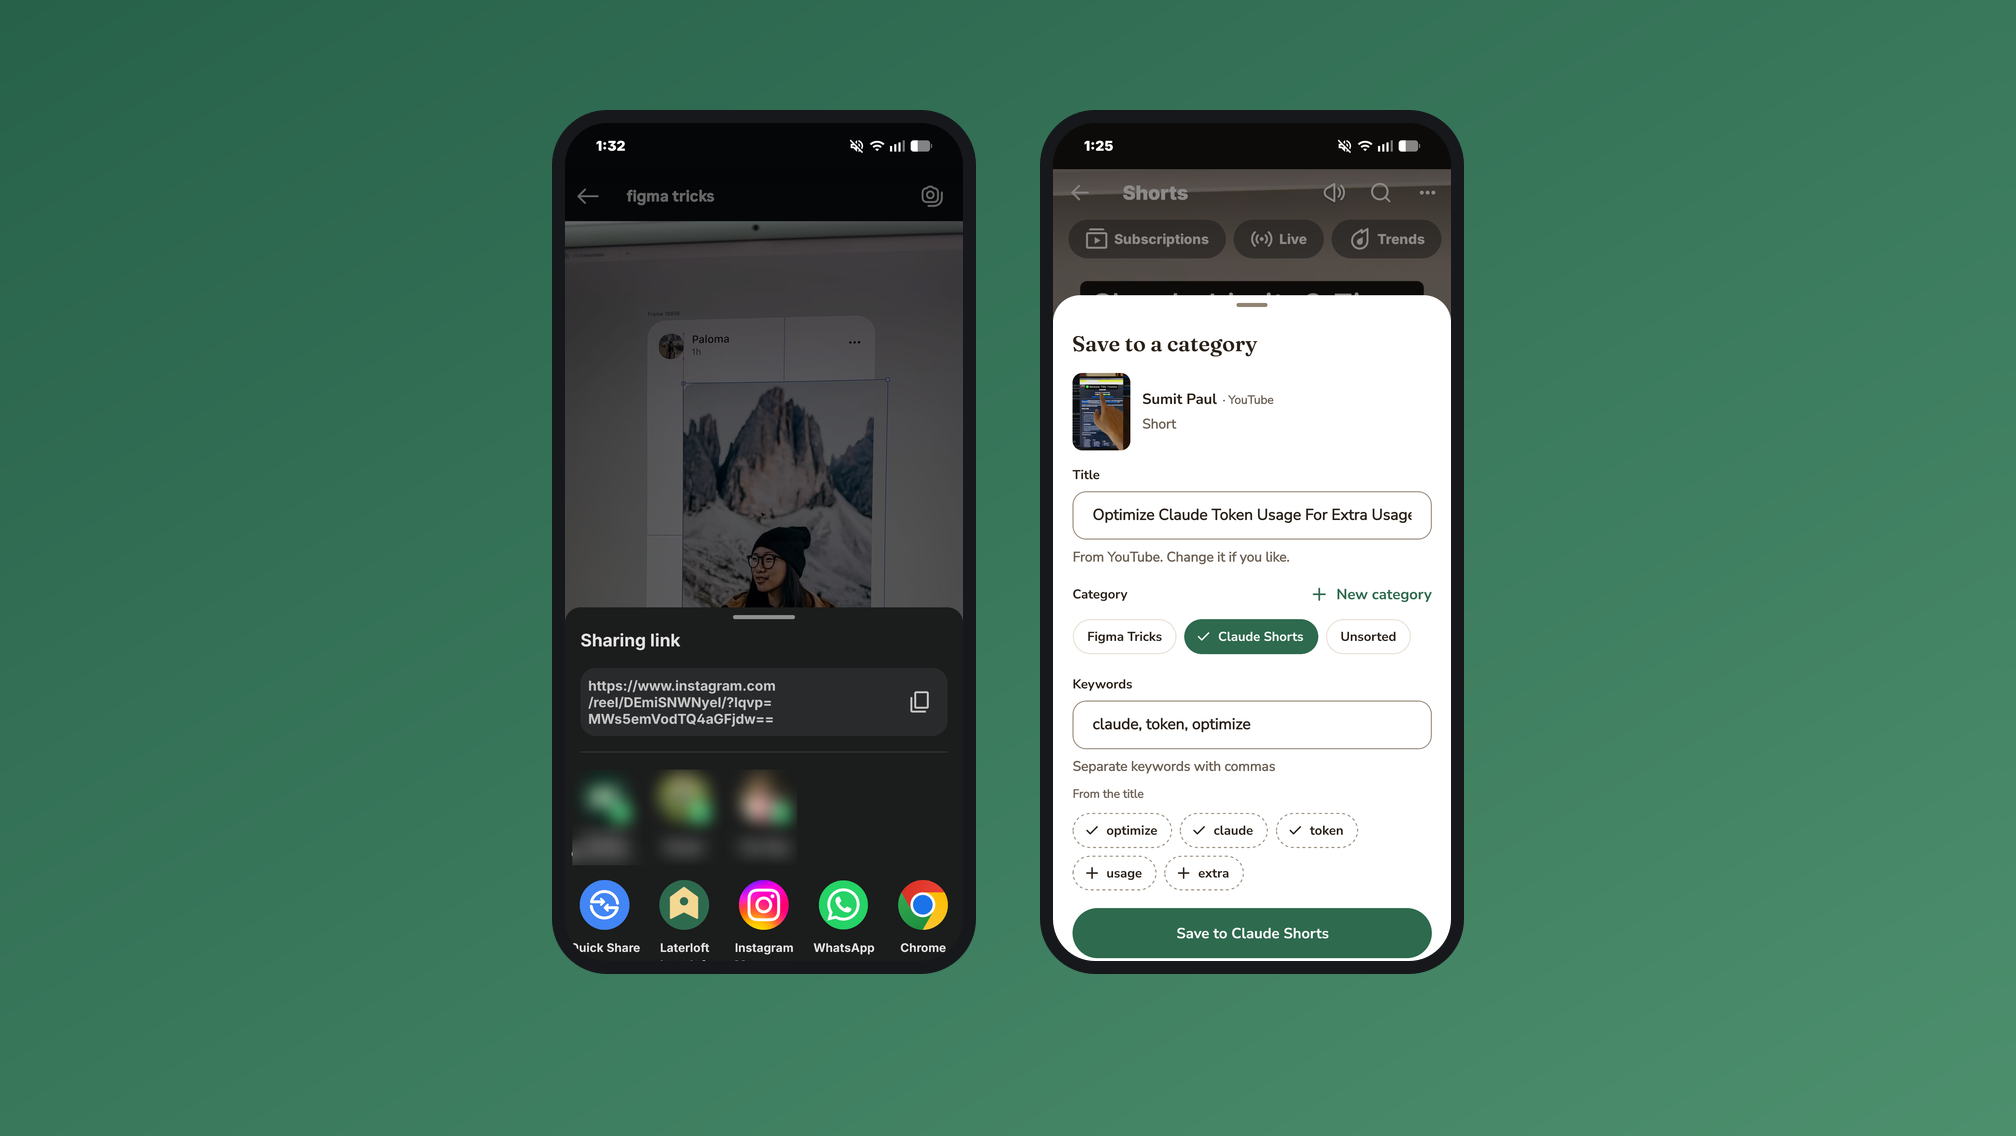 1:32
figma tricks
Frame
Paloma
1h
Sharing link
https://www.instagram.com
/reel/DEmiSNWNyel/?lqvp=
MWs5emVodTQ4aGFjdw==
Quick Share
Laterloft
Instagram
WhatsApp
Chrome
1:25
Shorts
Subscriptions
Live
Trends
Save to a category
Sumit Paul · YouTube
Short
Title
Optimize Claude Token Usage For Extra Usage
From YouTube. Change it if you like.
Category
+ New category
Figma Tricks
Claude Shorts
Unsorted
Keywords
claude, token, optimize
Separate keywords with commas
From the title
optimize
claude
token
+ usage
+ extra
Save to Claude Shorts